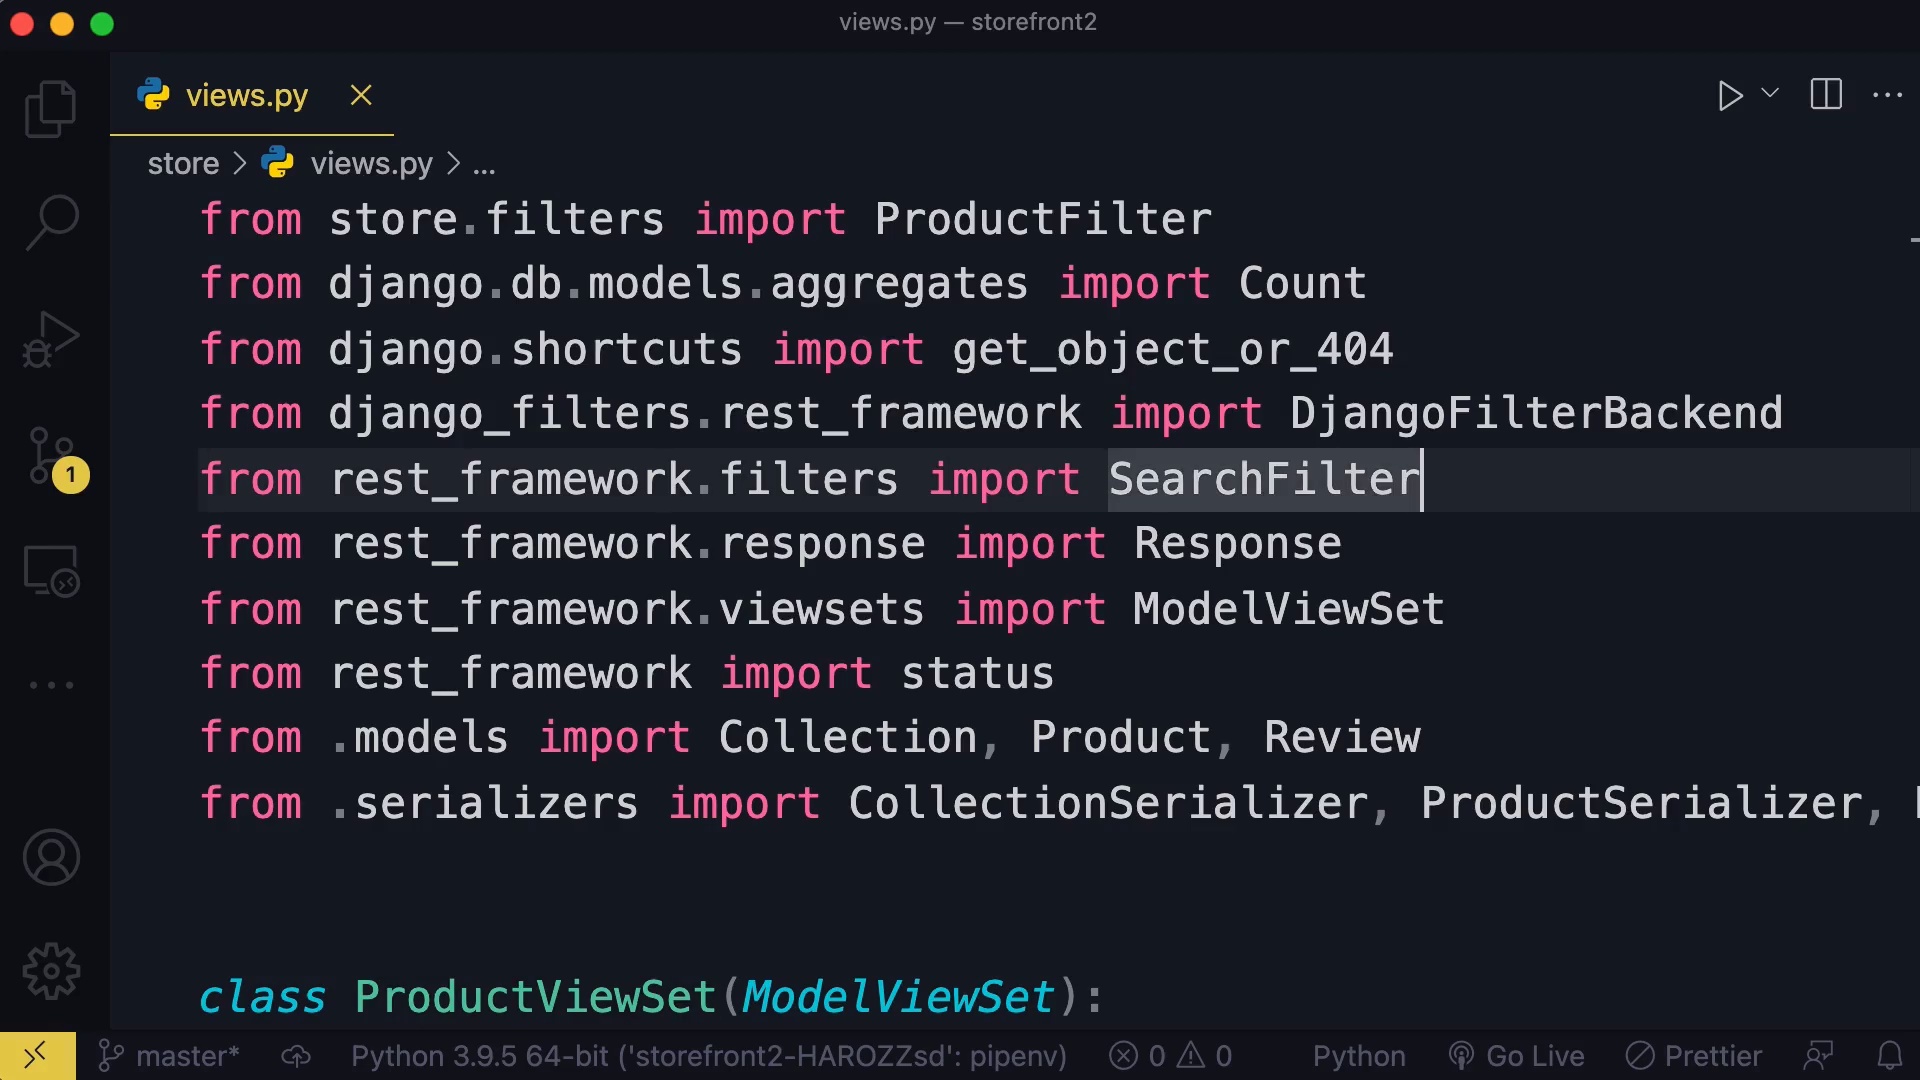 views.py — storefront2
views.py
store > views.py > ...
from store.filters import ProductFilter
from django.db.models.aggregates import Count
from django.shortcuts import get_object_or_404
from django_filters.rest_framework import DjangoFilterBackend
from rest_framework.filters import SearchFilter
from rest_framework.response import Response
from rest_framework.viewsets import ModelViewSet
from rest_framework import status
from .models import Collection, Product, Review
from .serializers import CollectionSerializer, ProductSerializer,
1
class ProductViewSet(ModelViewSet):
master* Python 3.9.5 64-bit ('storefront2-HAROZZsd': pipenv) 0 0 Python Go Live Prettier